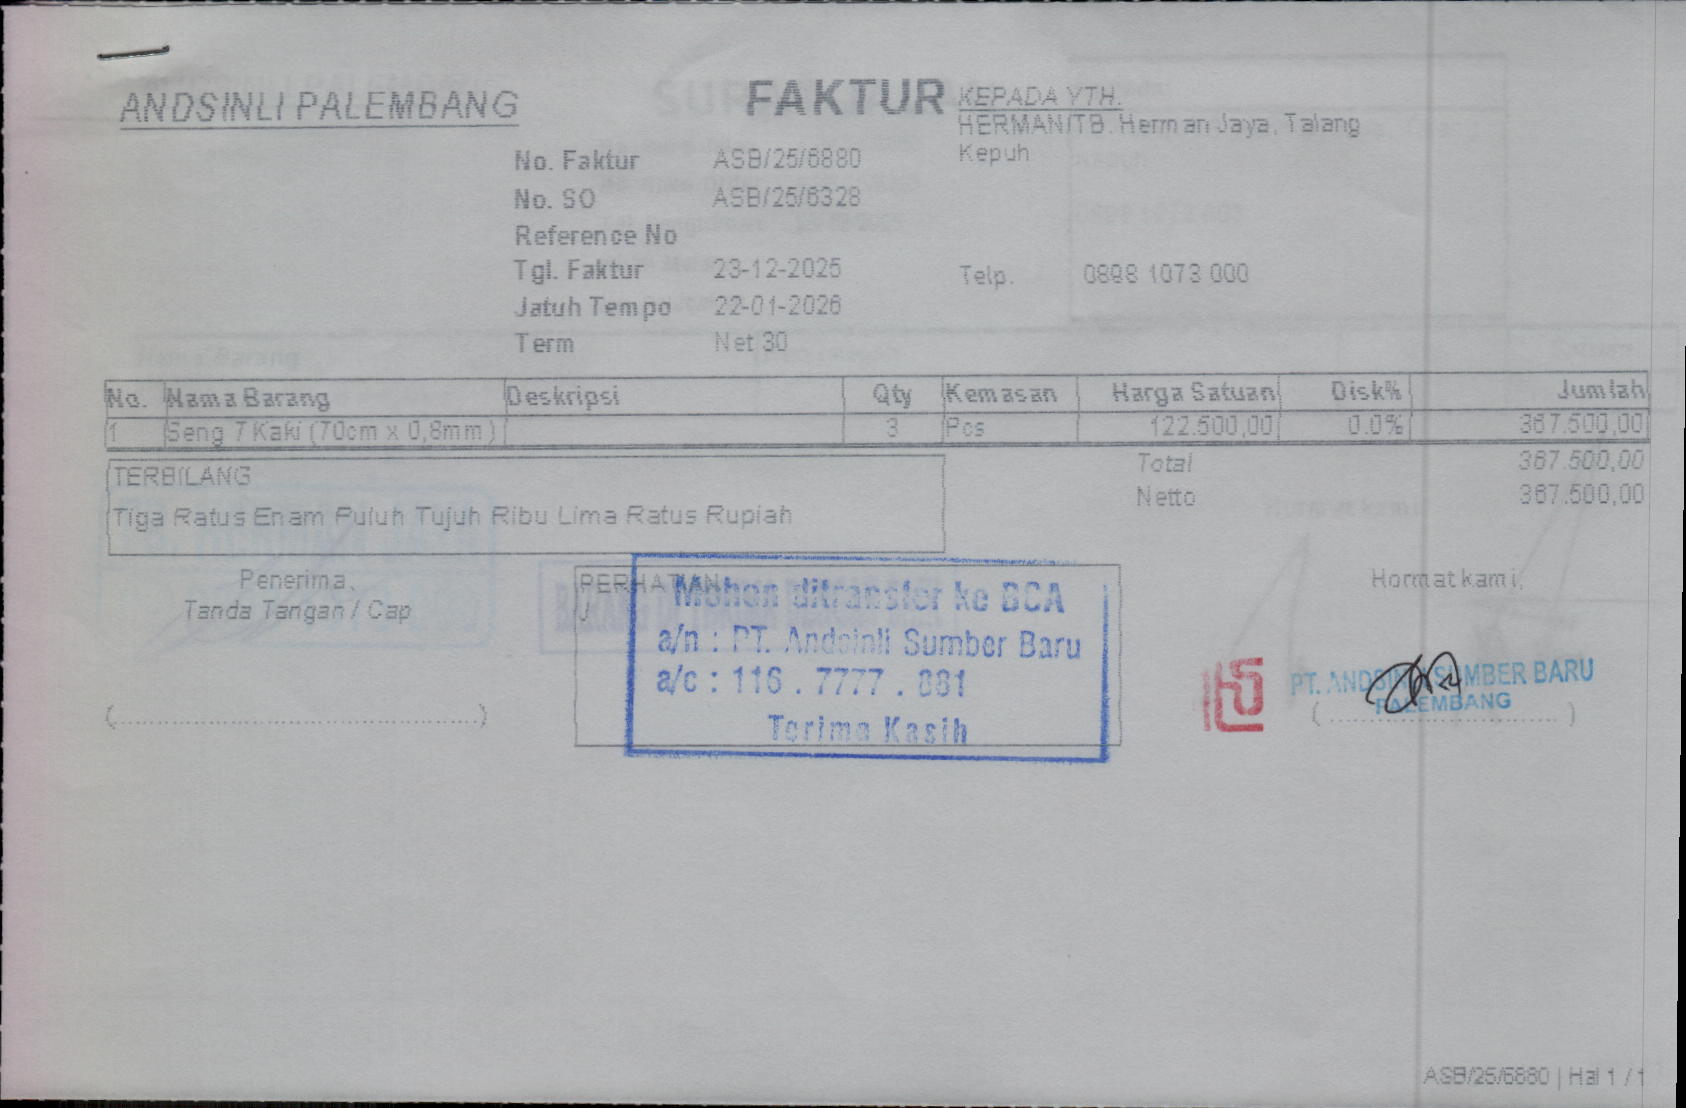 ANDSINLI PALEMBANG
FAKTUR
KEPADA YTH.
HERMAN/TB. Herman Jaya, Talang
Kepuh
No. Faktur ASB/25/6880
No. SO ASB/25/6328
Reference No
Tgl. Faktur 23-12-2025
Telp. 0898 1073 000
Jatuh Tempo 22-01-2026
Term Net 30
No. Nama Barang Deskripsi Qty Kemasan Harga Satuan Disk% Jumlah
1 Seng 7 Kaki (70cm x 0,8mm) 3 Pcs 122.500,00 0.0% 367.500,00
Total 367.500,00
Netto 367.500,00
TERBILANG
Tiga Ratus Enam Puluh Tujuh Ribu Lima Ratus Rupiah
Penerima,
Tanda Tangan / Cap
(..........................................)
PERHATIAN
/
Mohon ditransfer ke BCA
a/n : PT. Andsinli Sumber Baru
a/c : 116 . 7777 . 881
Terima Kasih
Hormat kami,
PT. ANDSINLI SUMBER BARU
PALEMBANG
(..............................)
ASB/25/6880 | Hal 1 / 1